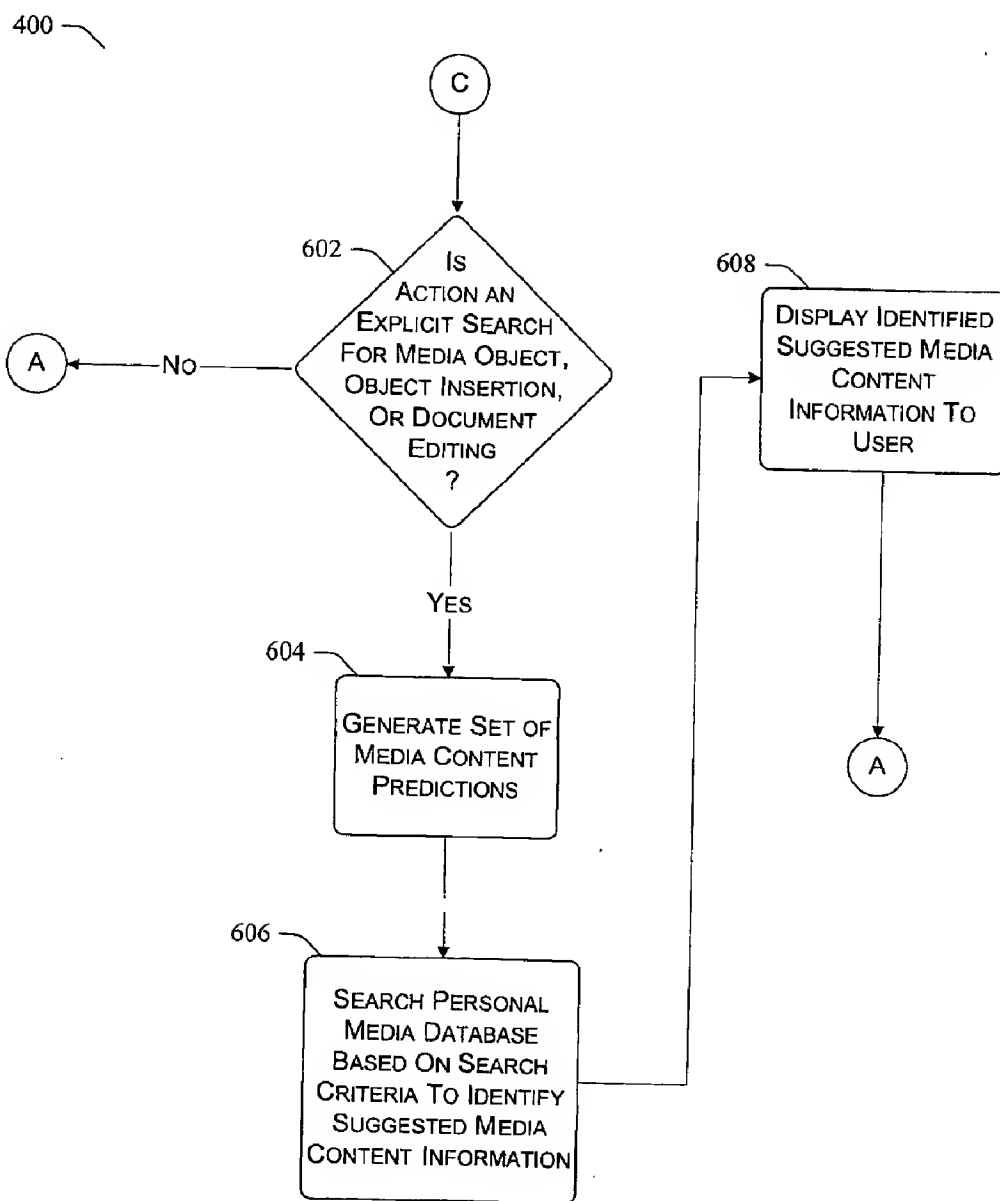 400
C
602
IS
ACTION AN
EXPLICIT SEARCH
FOR MEDIA OBJECT,
OBJECT INSERTION,
OR DOCUMENT
EDITING
?
A
NO
YES
604
GENERATE SET OF
MEDIA CONTENT
PREDICTIONS
606
SEARCH PERSONAL
MEDIA DATABASE
BASED ON SEARCH
CRITERIA TO IDENTIFY
SUGGESTED MEDIA
CONTENT INFORMATION
608
DISPLAY IDENTIFIED
SUGGESTED MEDIA
CONTENT
INFORMATION TO
USER
A